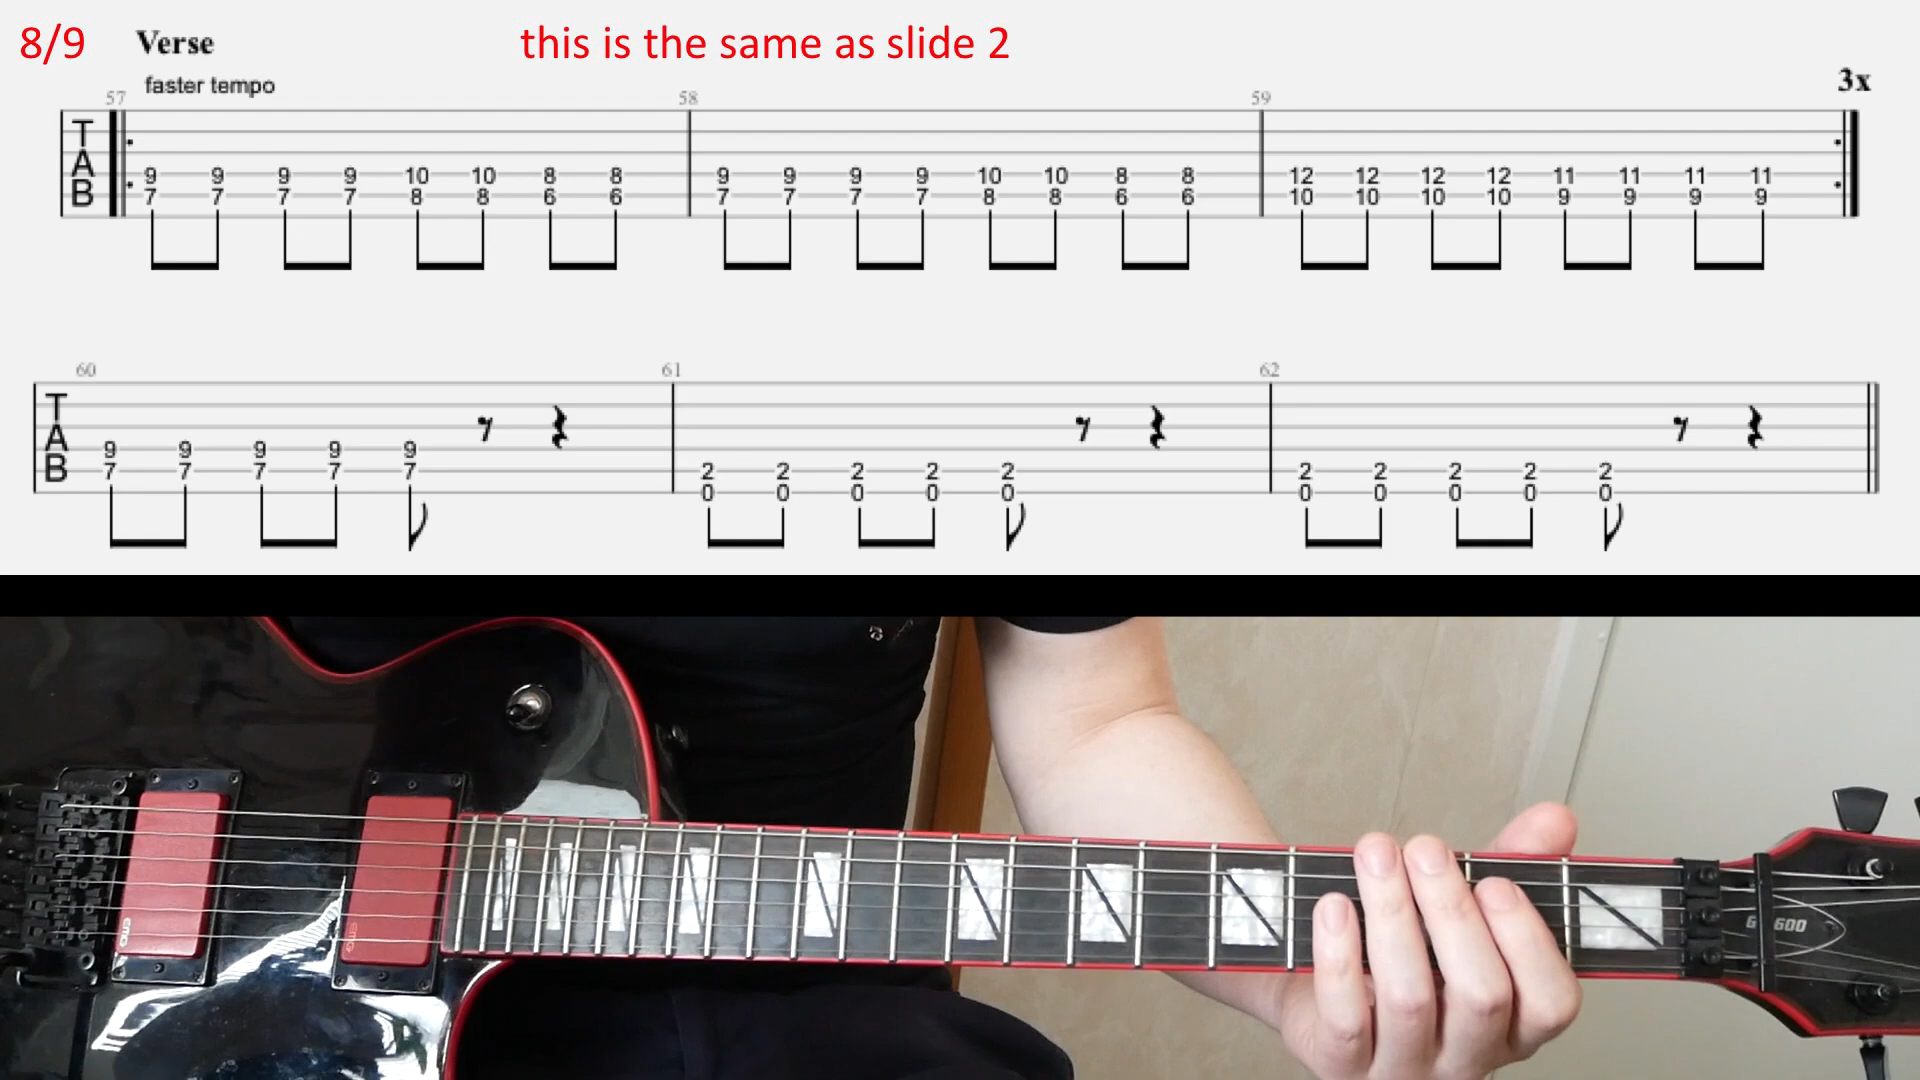 8/9 Verse this is the same as slide 2
faster tempo 3x
57 58 59
T
A
B
9 9 9 9 10 10 8 8 9 9 9 9 10 10 8 8 12 12 12 12 11 11 11 11
7 7 7 7 8 8 6 6 7 7 7 7 8 8 6 6 10 10 10 10 9 9 9 9
60 61 62
T
A
B
9 9 9 9 9
7 7 7 7 7 2 2 2 2 2 2 2 2 2 2
0 0 0 0 0 0 0 0 0 0
EMG
EMG
600